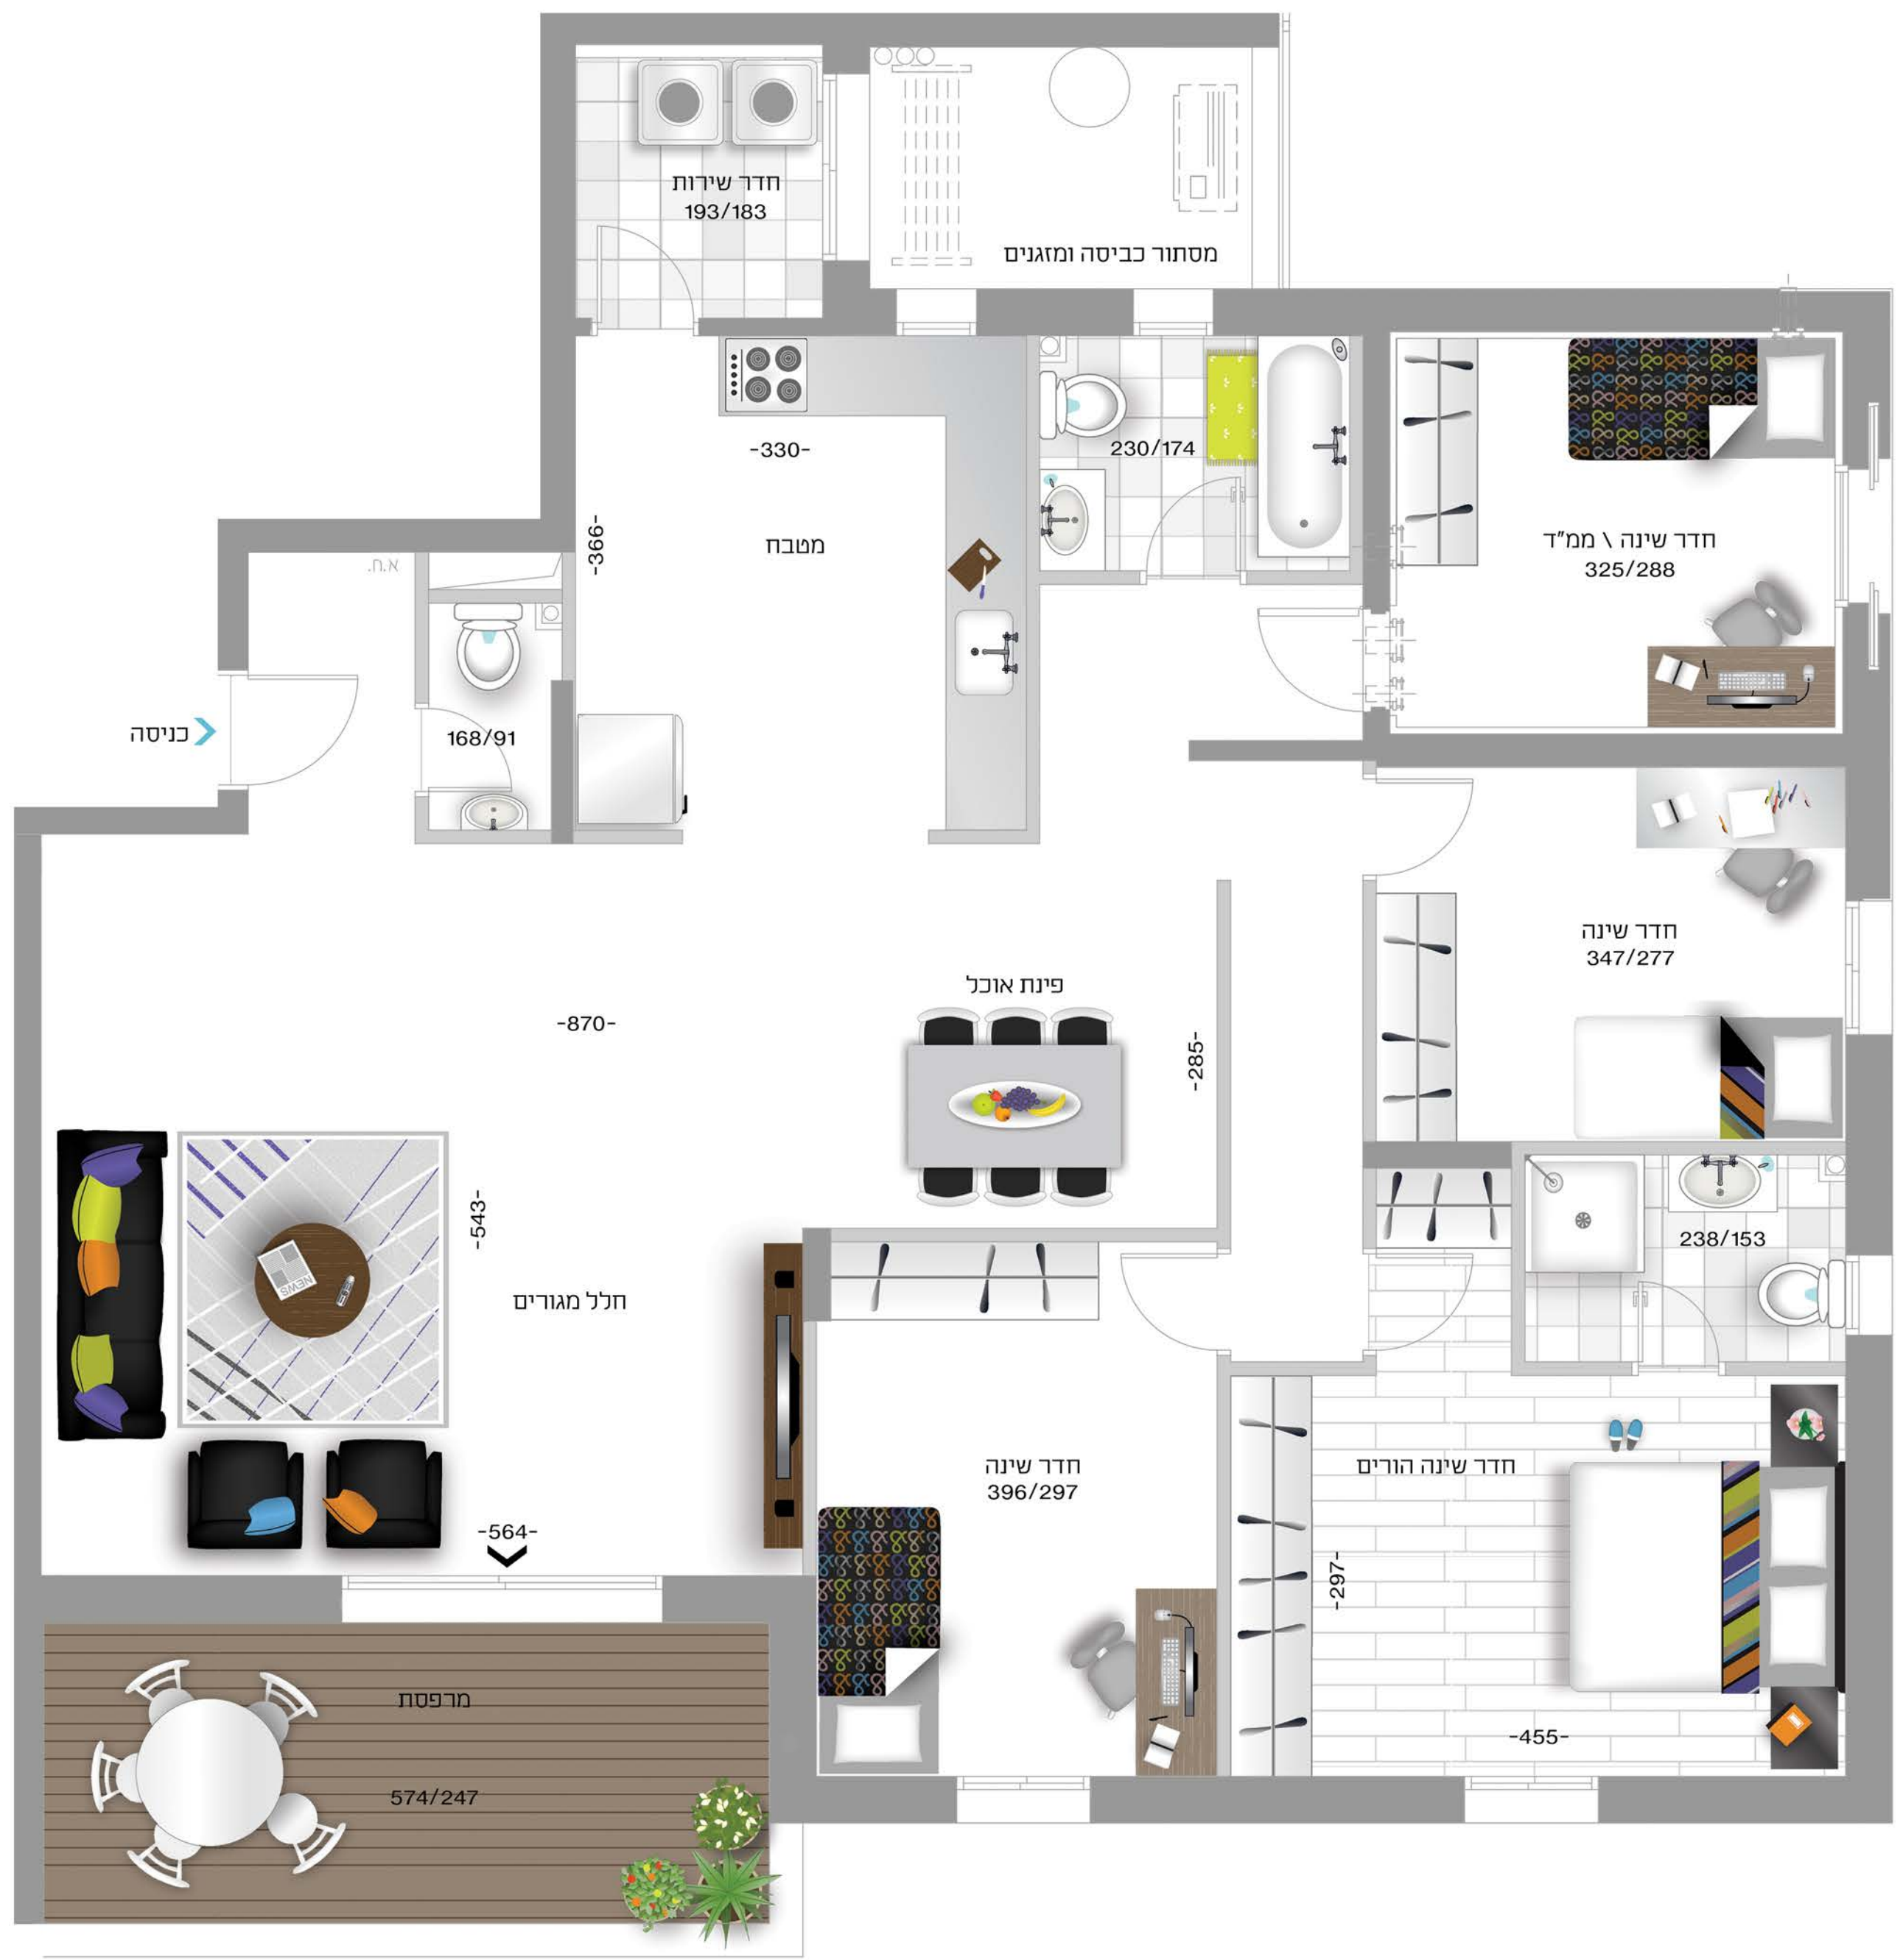 חדר שירות
193/183
מסתור כביסה ומזגנים
-330-
-366-
מטבח
230/174
חדר שינה \ ממ"ד
325/288
א.ח.
168/91
כניסה
חדר שינה
347/277
פינת אוכל
-870-
-285-
-543-
NEWS
חלל מגורים
238/153
-564-
חדר שינה
396/297
חדר שינה הורים
-297-
-455-
מרפסת
574/247